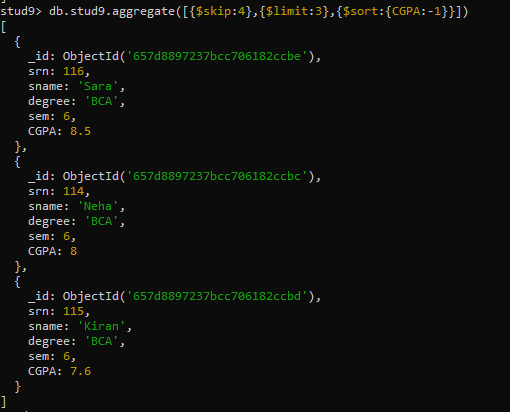 stud9> db.stud9.aggregate([{$skip:4},{$limit:3},{$sort:{CGPA:-1}}])
[
  {
    _id: ObjectId('657d8897237bcc706182ccbe'),
    srn: 116,
    sname: 'Sara',
    degree: 'BCA',
    sem: 6,
    CGPA: 8.5
  },
  {
    _id: ObjectId('657d8897237bcc706182ccbc'),
    srn: 114,
    sname: 'Neha',
    degree: 'BCA',
    sem: 6,
    CGPA: 8
  },
  {
    _id: ObjectId('657d8897237bcc706182ccbd'),
    srn: 115,
    sname: 'Kiran',
    degree: 'BCA',
    sem: 6,
    CGPA: 7.6
  }
]